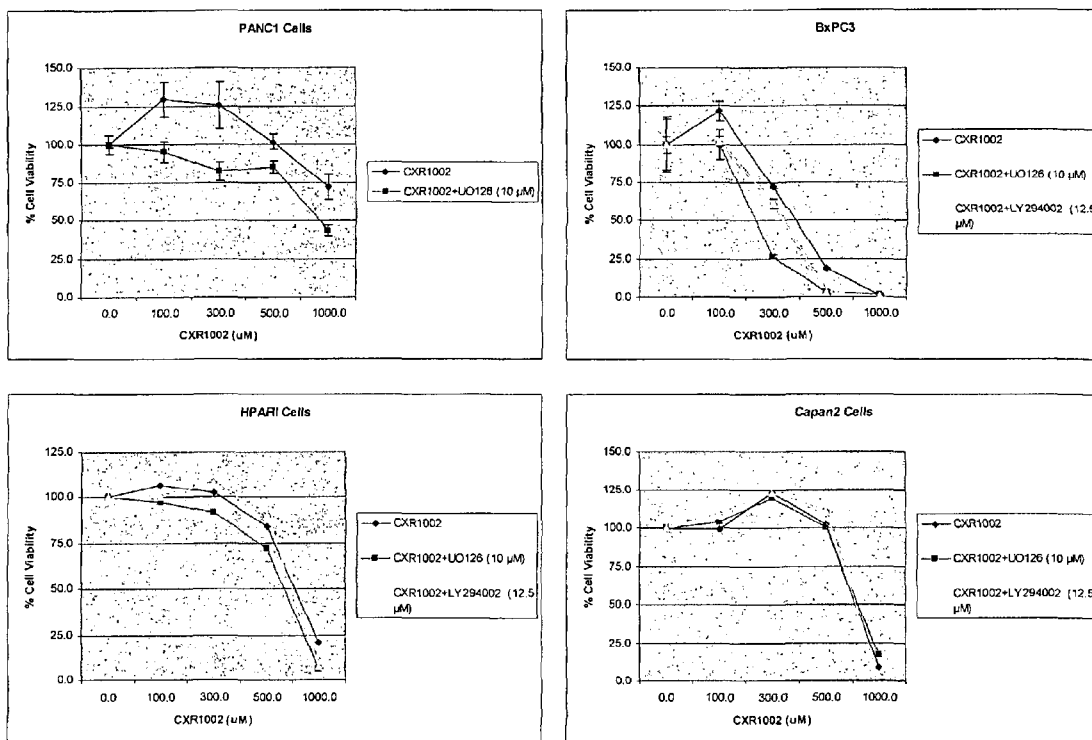 PANC1 Cells
150.0
125.0
100.0
75.0
50.0
25.0
0.0
% Cell Viability
0.0 100.0 300.0 500.0 1000.0
CXR1002 (uM)
CXR1002
CXR1002+UO126 (10 µM)
BxPC3
150.0
125.0
100.0
75.0
50.0
25.0
0.0
% Cell Viability
0.0 100.0 300.0 500.0 1000.0
CXR1002 (uM)
CXR1002
CXR1002+UO126 (10 µM)
CXR1002+LY294002 (12.5
µM)
HPAFII Cells
125.0
100.0
75.0
50.0
25.0
0.0
% Cell Viability
0.0 100.0 300.0 500.0 1000.0
CXR1002 (uM)
CXR1002
CXR1002+UO126 (10 µM)
CXR1002+LY294002 (12.5
µM)
Capan2 Cells
150.0
125.0
100.0
75.0
50.0
25.0
0.0
% Cell Viability
0.0 100.0 300.0 500.0 1000.0
CXR1002 (uM)
CXR1002
CXR1002+UO126 (10 µM)
CXR1002+LY294002 (12.5
µM)